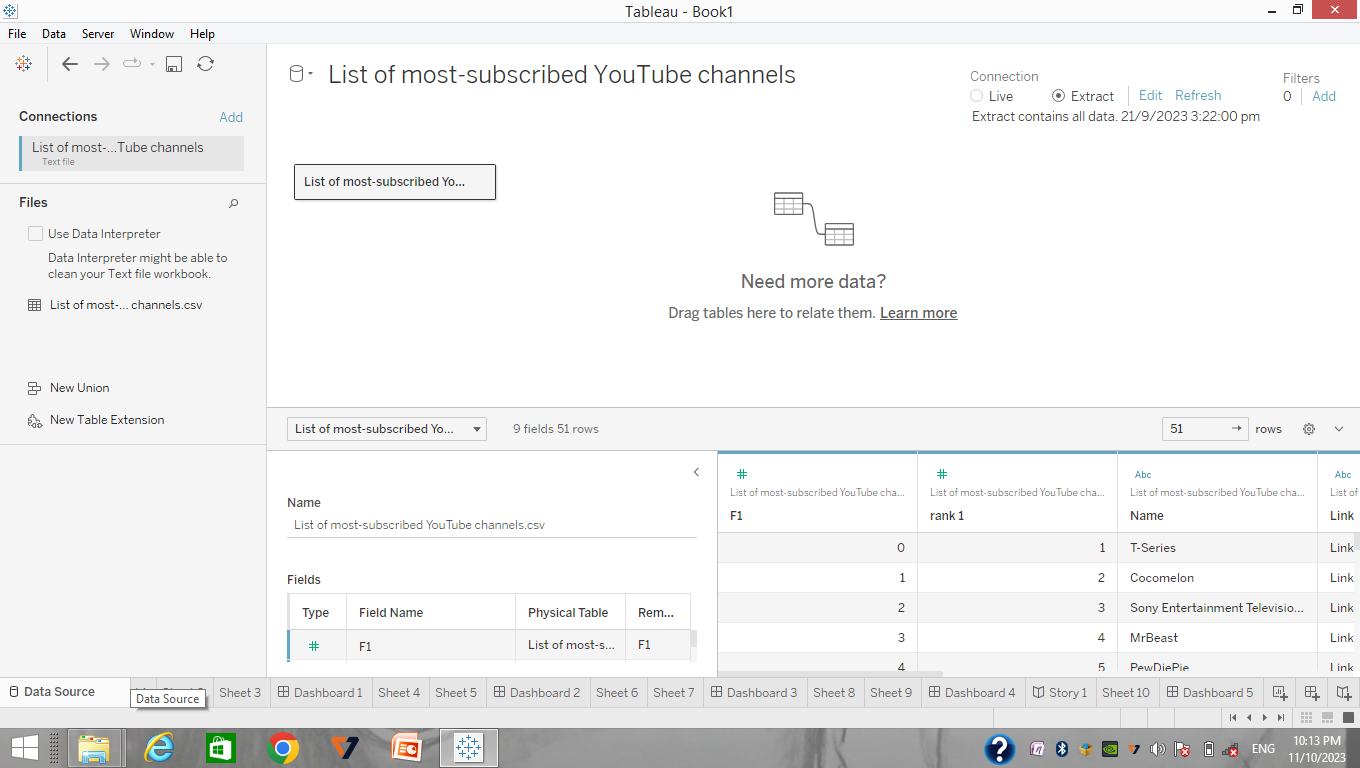 Tableau - Book1
File Data Server Window Help
Connections Add
List of most-...Tube channels
Text file
Files
Use Data Interpreter
Data Interpreter might be able to
clean your Text file workbook.
List of most-... channels.csv
New Union
New Table Extension
List of most-subscribed YouTube channels
Connection
Live Extract Edit Refresh
Filters
0 Add
Extract contains all data. 21/9/2023 3:22:00 pm
List of most-subscribed Yo...
Need more data?
Drag tables here to relate them. Learn more
List of most-subscribed Yo... 9 fields 51 rows 51 rows
Name
List of most-subscribed YouTube channels.csv
Fields
Type Field Name Physical Table Rem...
# F1 List of most-s... F1
# # Abc Abc
List of most-subscribed YouTube cha... List of most-subscribed YouTube cha... List of most-subscribed YouTube cha... List of
F1 rank 1 Name Link
0 1 T-Series Link
1 2 Cocomelon Link
2 3 Sony Entertainment Televisio... Link
3 4 MrBeast Link
4 5 PewDiePie Link
Data Source Sheet 3 Dashboard 1 Sheet 4 Sheet 5 Dashboard 2 Sheet 6 Sheet 7 Dashboard 3 Sheet 8 Sheet 9 Dashboard 4 Story 1 Sheet 10 Dashboard 5
Data Source
ENG
10:13 PM
11/10/2023